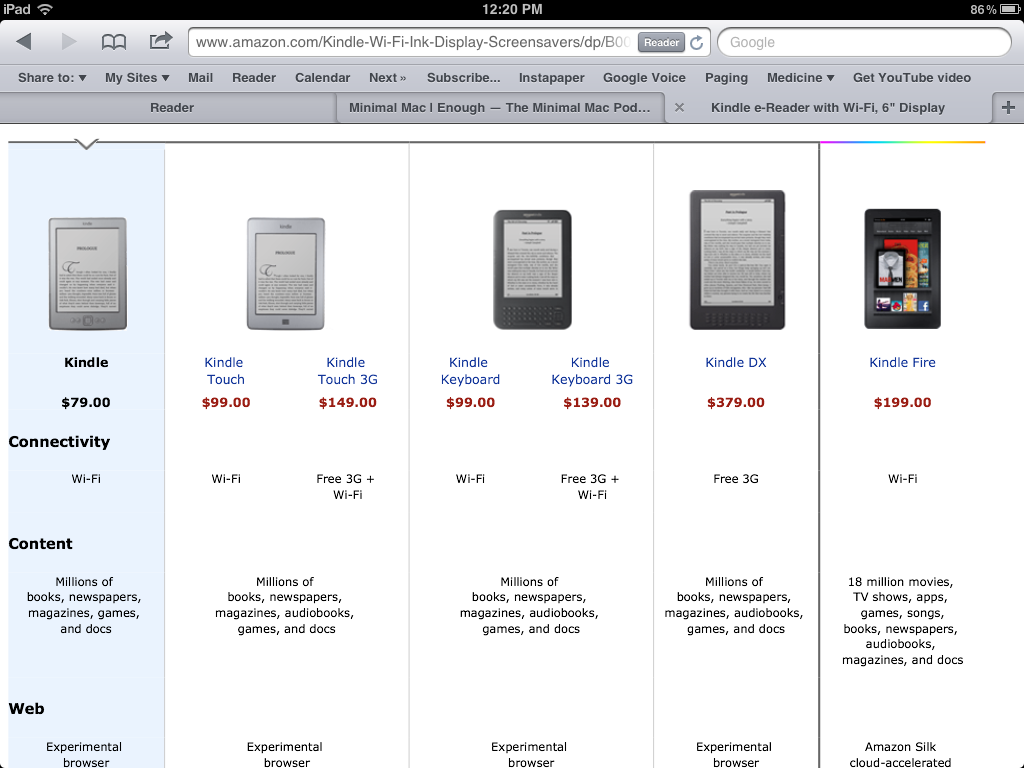 iPad 12:20 PM 86%
www.amazon.com/Kindle-Wi-Fi-Ink-Display-Screensavers/dp/B00 Reader Google
Share to: My Sites Mail Reader Calendar Next » Subscribe... Instapaper Google Voice Paging Medicine Get YouTube video
Reader Minimal Mac | Enough — The Minimal Mac Pod... Kindle e-Reader with Wi-Fi, 6" Display
Kindle Kindle Kindle Kindle Kindle Kindle DX Kindle Fire
Touch Touch 3G Keyboard Keyboard 3G
$79.00 $99.00 $149.00 $99.00 $139.00 $379.00 $199.00
Connectivity
Wi-Fi Wi-Fi Free 3G + Wi-Fi Free 3G + Free 3G Wi-Fi
Wi-Fi Wi-Fi
Content
Millions of Millions of Millions of Millions of 18 million movies,
books, newspapers, books, newspapers, books, newspapers, books, newspapers, TV shows, apps,
magazines, games, magazines, audiobooks, magazines, audiobooks, magazines, audiobooks, games, songs,
and docs games, and docs games, and docs games, and docs books, newspapers,
audiobooks,
magazines, and docs
Web
Experimental Experimental Experimental Experimental Amazon Silk
browser browser browser browser cloud-accelerated